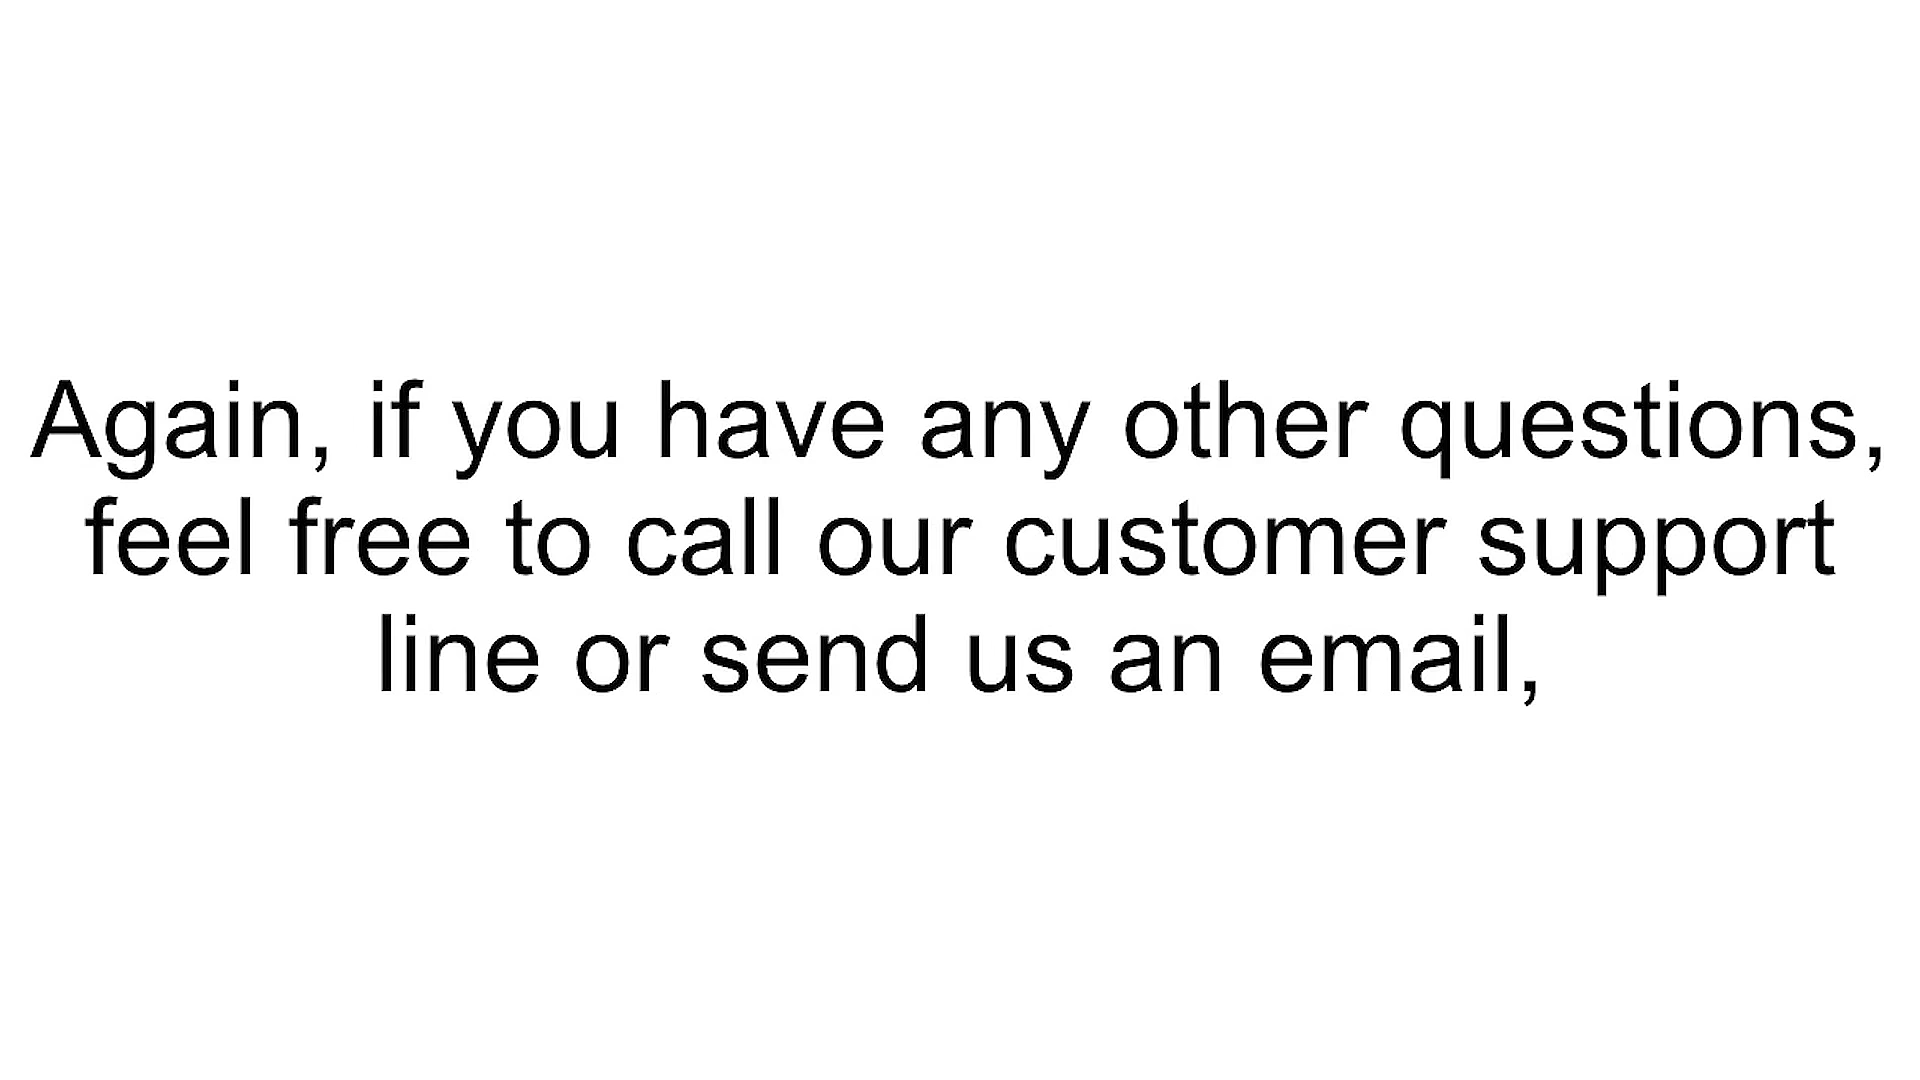 Again, if you have any other questions,
feel free to call our customer support
line or send us an email,